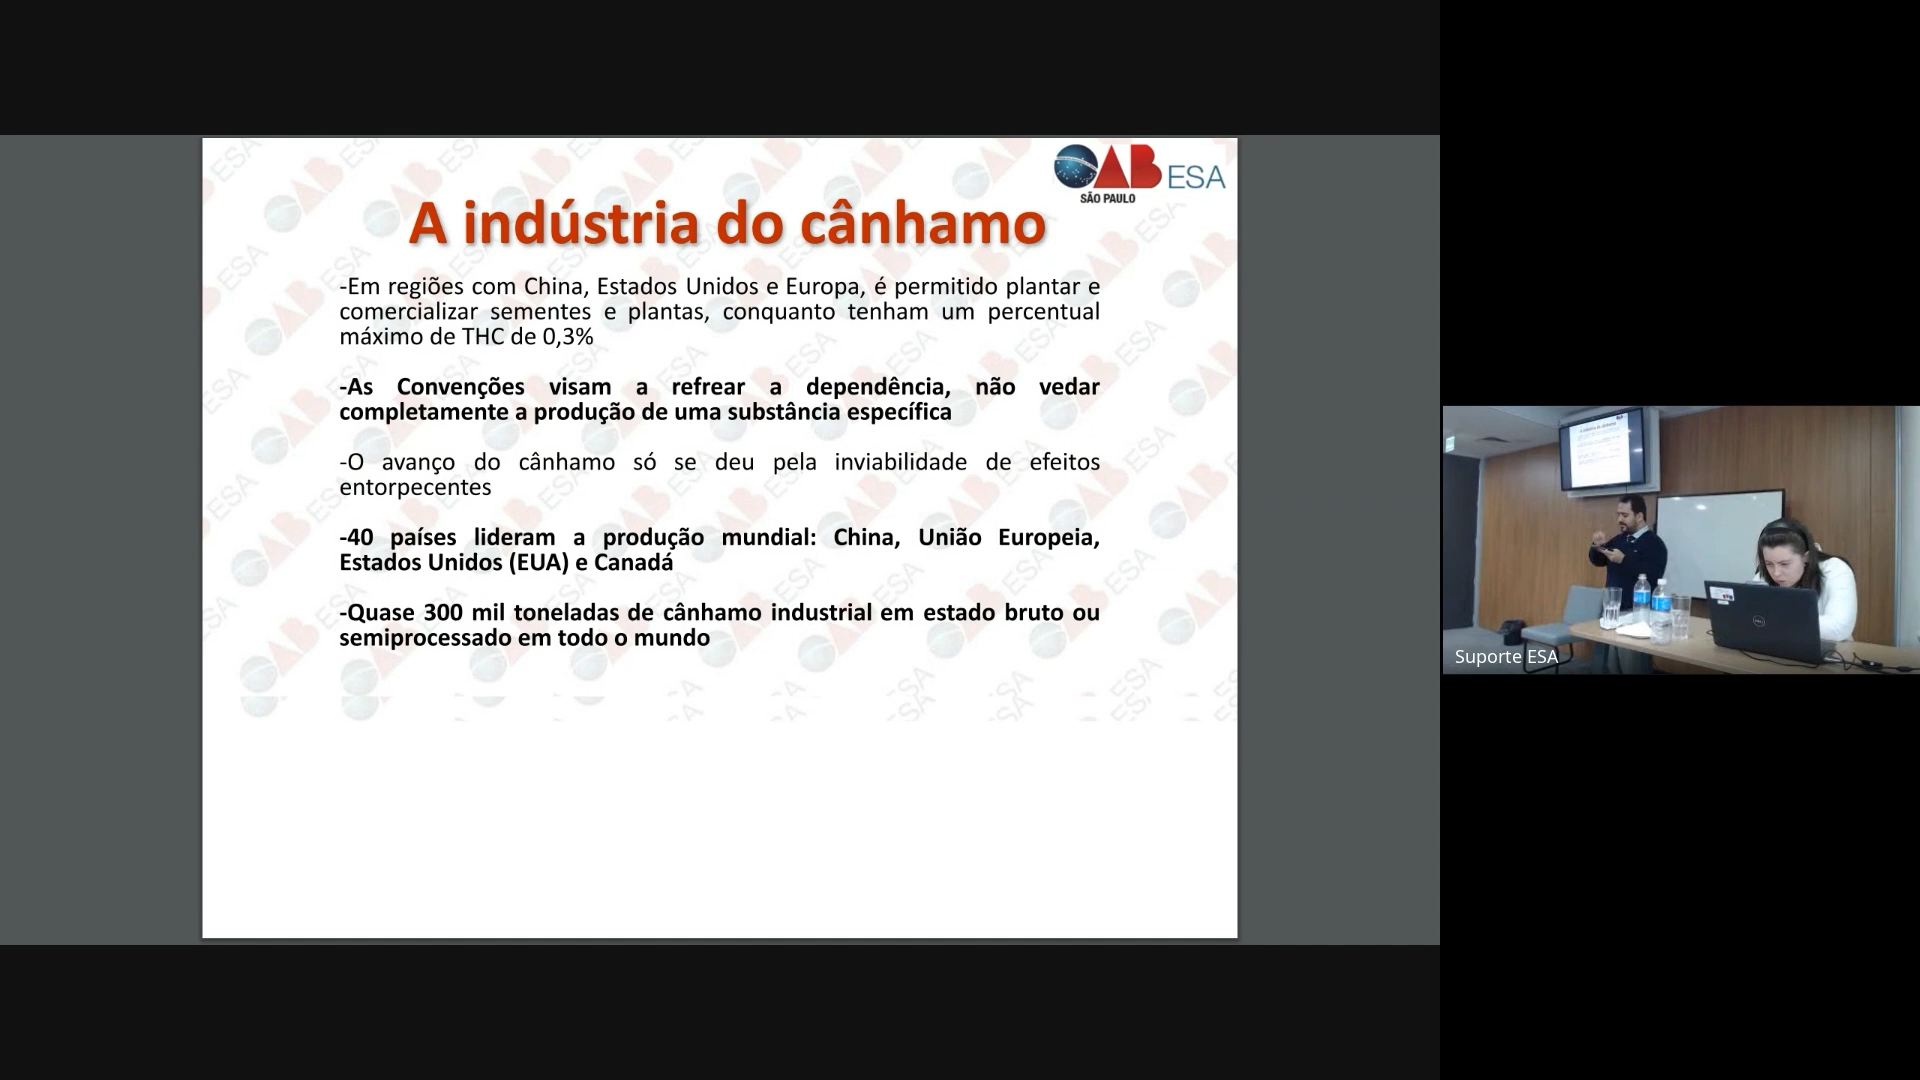 OAB ESA
SÃO PAULO
A indústria do cânhamo
-Em regiões com China, Estados Unidos e Europa, é permitido plantar e
comercializar sementes e plantas, conquanto tenham um percentual
máximo de THC de 0,3%
-As Convenções visam a refrear a dependência, não vedar
completamente a produção de uma substância específica
-O avanço do cânhamo só se deu pela inviabilidade de efeitos
entorpecentes
-40 países lideram a produção mundial: China, União Europeia,
Estados Unidos (EUA) e Canadá
-Quase 300 mil toneladas de cânhamo industrial em estado bruto ou
semiprocessado em todo o mundo
Suporte ESA